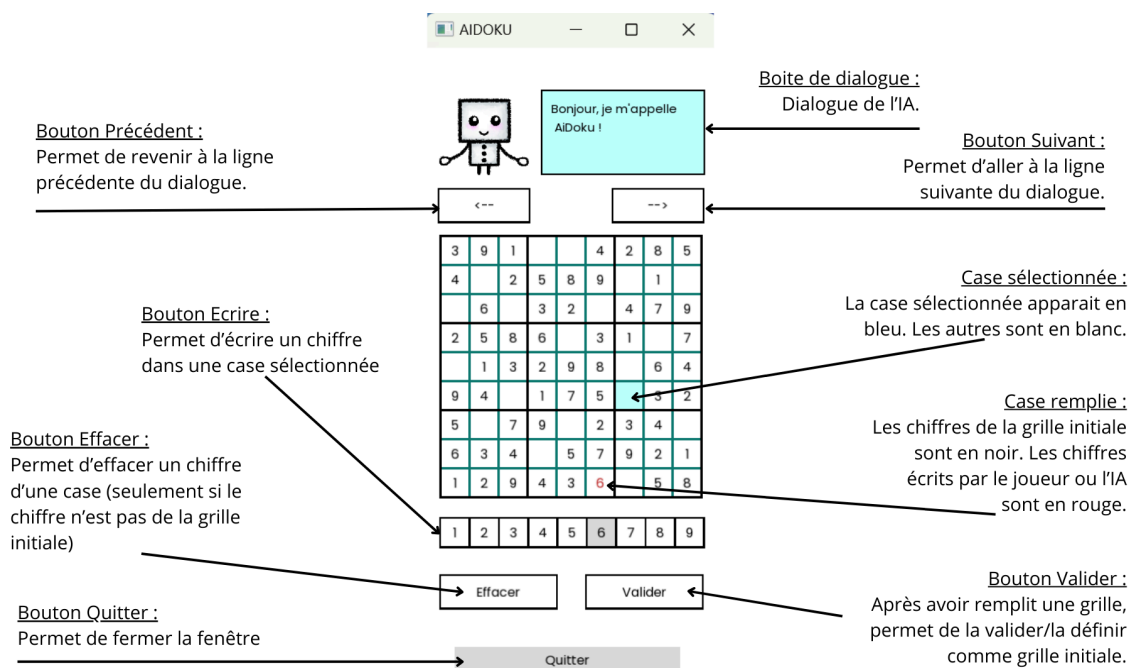 AIDOKU
Boite de dialogue :
Dialogue de l'IA.
Bonjour, je m'appelle
AiDoku !
Bouton Précédent :
Permet de revenir à la ligne
précédente du dialogue.
Bouton Suivant :
Permet d'aller à la ligne
suivante du dialogue.
<-- -->
3 9 1 4 2 8 5
4 2 5 8 9 1
6 3 2 4 7 9
2 5 8 6 3 1 7
1 3 2 9 8 6 4
9 4 1 7 5 3 2
5 7 9 2 3 4
6 3 4 5 7 9 2 1
1 2 9 4 3 6 5 8
Case sélectionnée :
La case sélectionnée apparait en
bleu. Les autres sont en blanc.
Bouton Ecrire :
Permet d'écrire un chiffre
dans une case sélectionnée
Case remplie :
Les chiffres de la grille initiale
sont en noir. Les chiffres
écrits par le joueur ou l'IA
sont en rouge.
Bouton Effacer :
Permet d'effacer un chiffre
d'une case (seulement si le
chiffre n'est pas de la grille
initiale)
1 2 3 4 5 6 7 8 9
Effacer Valider
Bouton Valider :
Après avoir remplit une grille,
permet de la valider/la définir
comme grille initiale.
Bouton Quitter :
Permet de fermer la fenêtre
Quitter